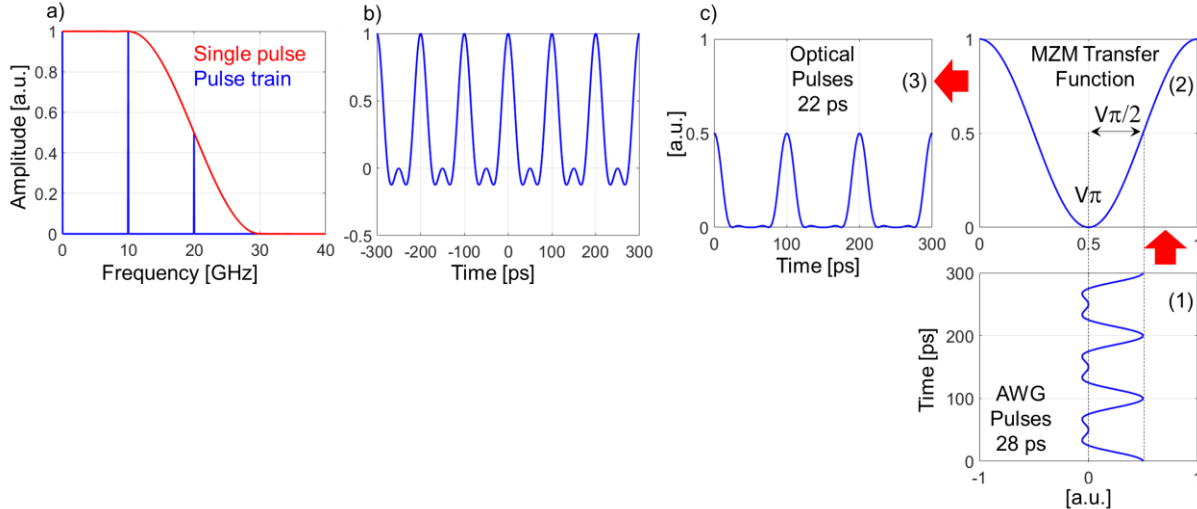 a)
Amplitude [a.u.]
1
0.8
0.6
0.4
0.2
0
Single pulse
Pulse train
0
10
20
30
40
Frequency [GHz]
b)
1
0.5
0
-0.5
-300
-200
-100
0
100
200
300
Time [ps]
c)
[a.u.]
1
0.5
0
Optical
Pulses
22 ps
(3)
0
100
200
300
Time [ps]
1
0.5
0
MZM Transfer
Function
(2)
Vπ/2
Vπ
0
0.5
1
Time [ps]
300
200
100
0
(1)
AWG
Pulses
28 ps
-1
0
1
[a.u.]